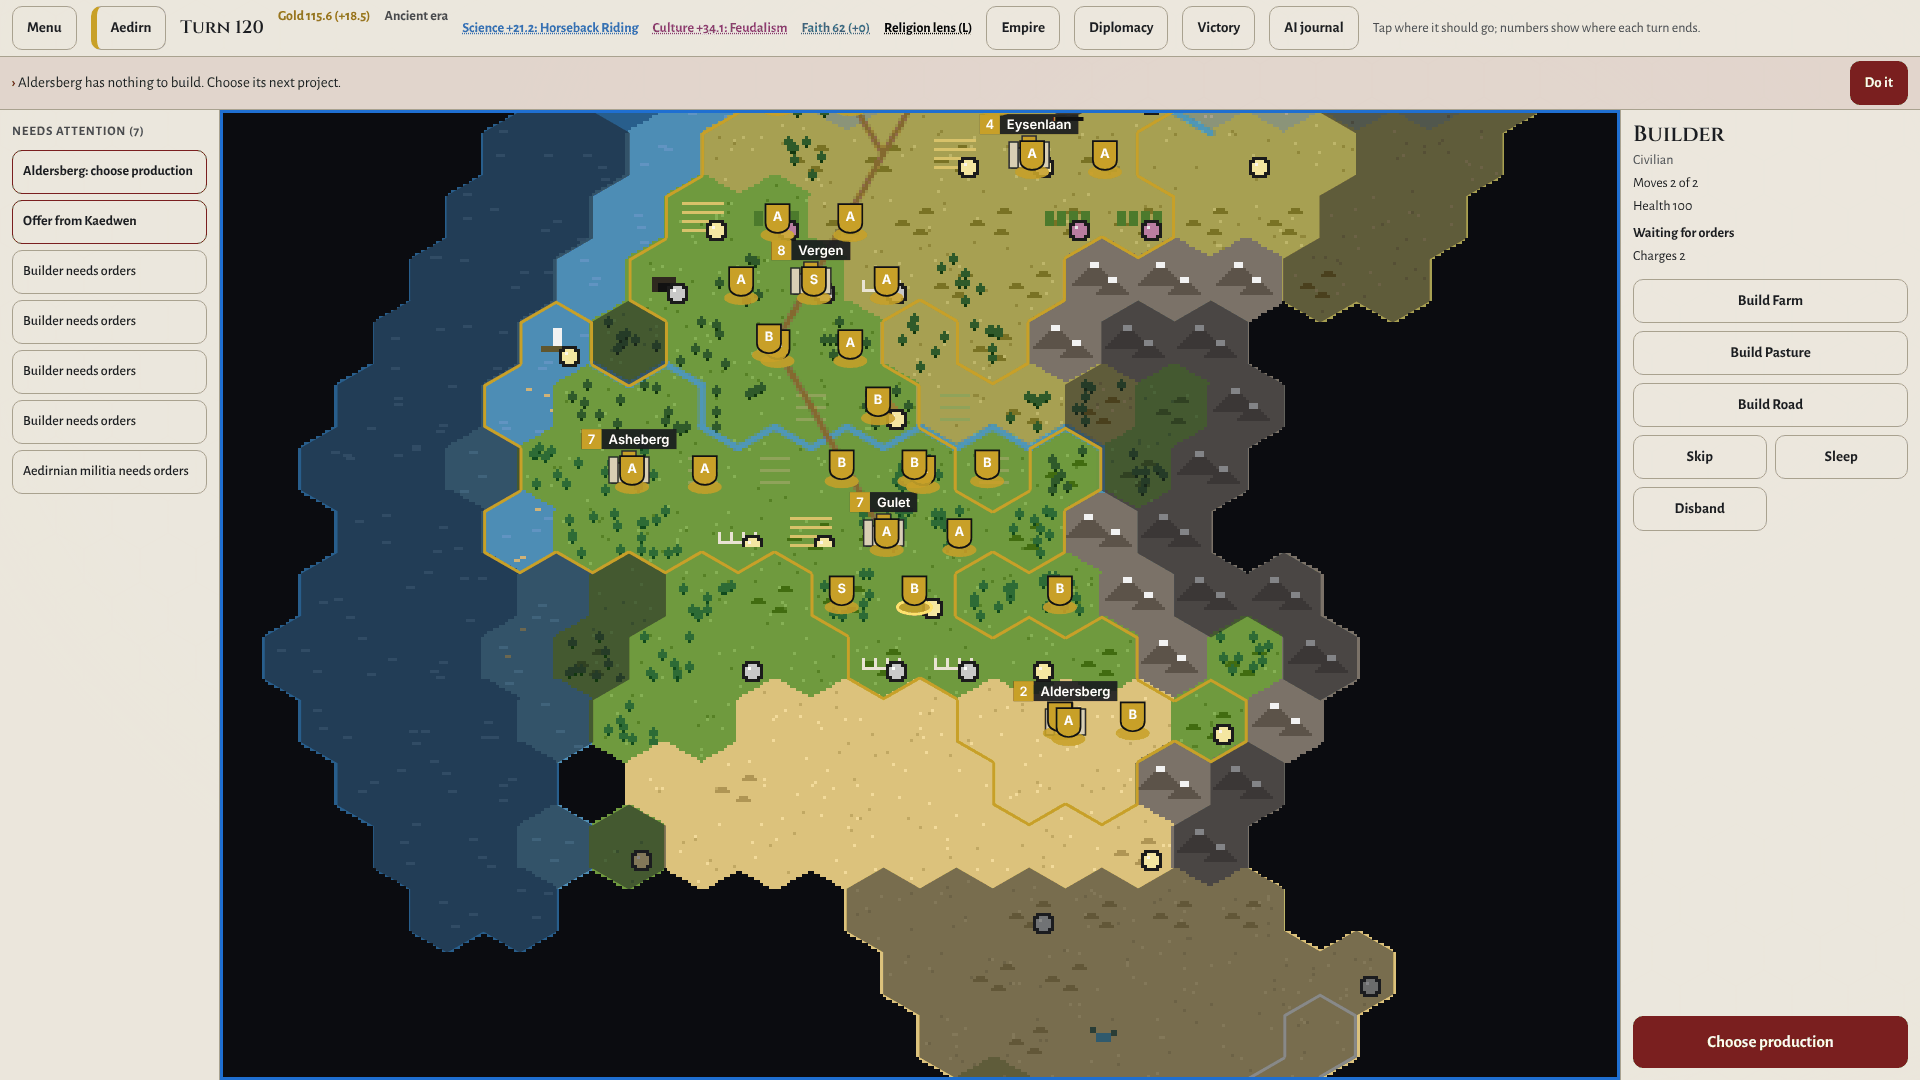 Menu
Aedirn
Turn 120
Gold 115.6 (+18.5)
Ancient era
Science +21.2: Horseback Riding
Culture +34.1: Feudalism
Faith 62 (+0)
Religion lens (L)
Empire
Diplomacy
Victory
AI journal
Tap where it should go; numbers show where each turn ends.
› Aldersberg has nothing to build. Choose its next project.
Do it
NEEDS ATTENTION (7)
Aldersberg: choose production
Offer from Kaedwen
Builder needs orders
Builder needs orders
Builder needs orders
Builder needs orders
Aedirnian militia needs orders
4 Eysenlaan
A
A
A
A
8 Vergen
A
S
A
B
A
B
7 Asheberg
A
A
B
B
B
7 Gulet
A
A
S
B
B
2 Aldersberg
A
B
Builder
Civilian
Moves 2 of 2
Health 100
Waiting for orders
Charges 2
Build Farm
Build Pasture
Build Road
Skip
Sleep
Disband
Choose production